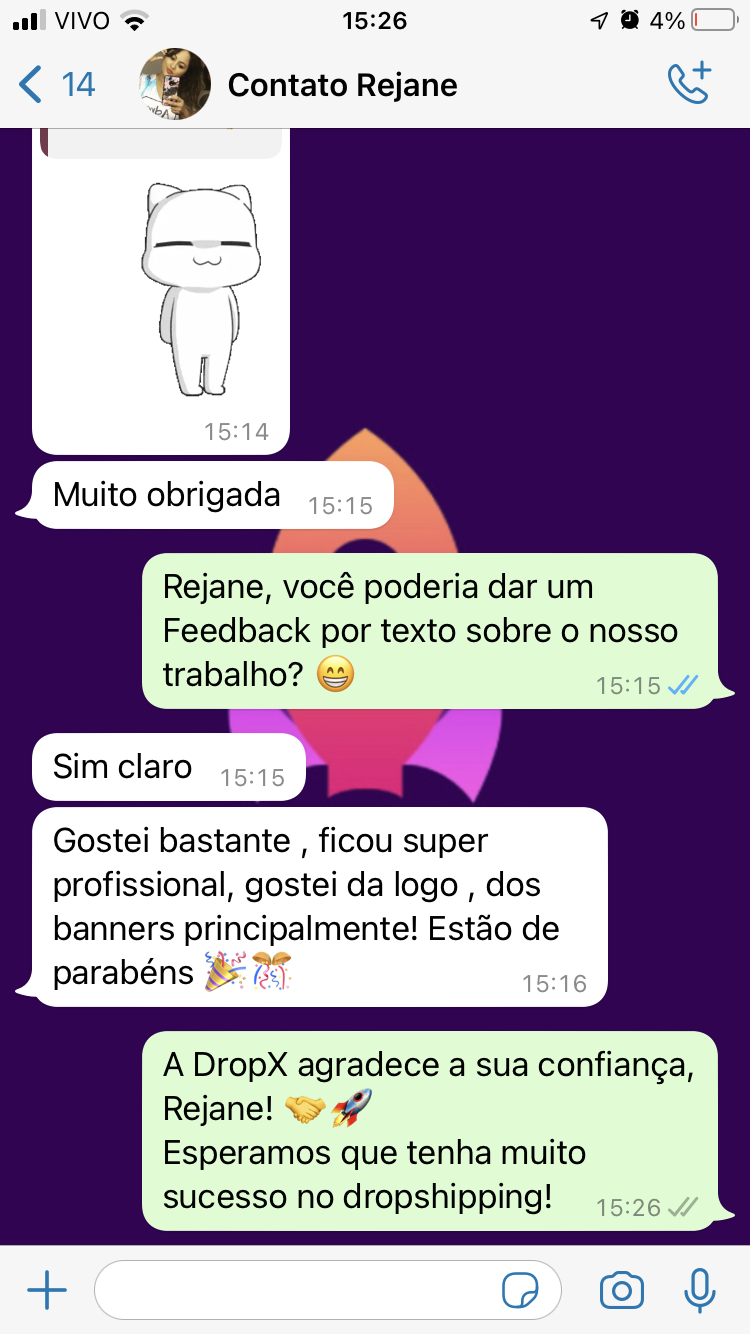 VIVO 15:26 4%
14 Contato Rejane
15:14
Muito obrigada 15:15
Rejane, você poderia dar um
Feedback por texto sobre o nosso
trabalho? 😁 15:15
Sim claro 15:15
Gostei bastante , ficou super
profissional, gostei da logo , dos
banners principalmente! Estão de
parabéns 🎉🎊 15:16
A DropX agradece a sua confiança,
Rejane! 🤝🚀
Esperamos que tenha muito
sucesso no dropshipping! 15:26